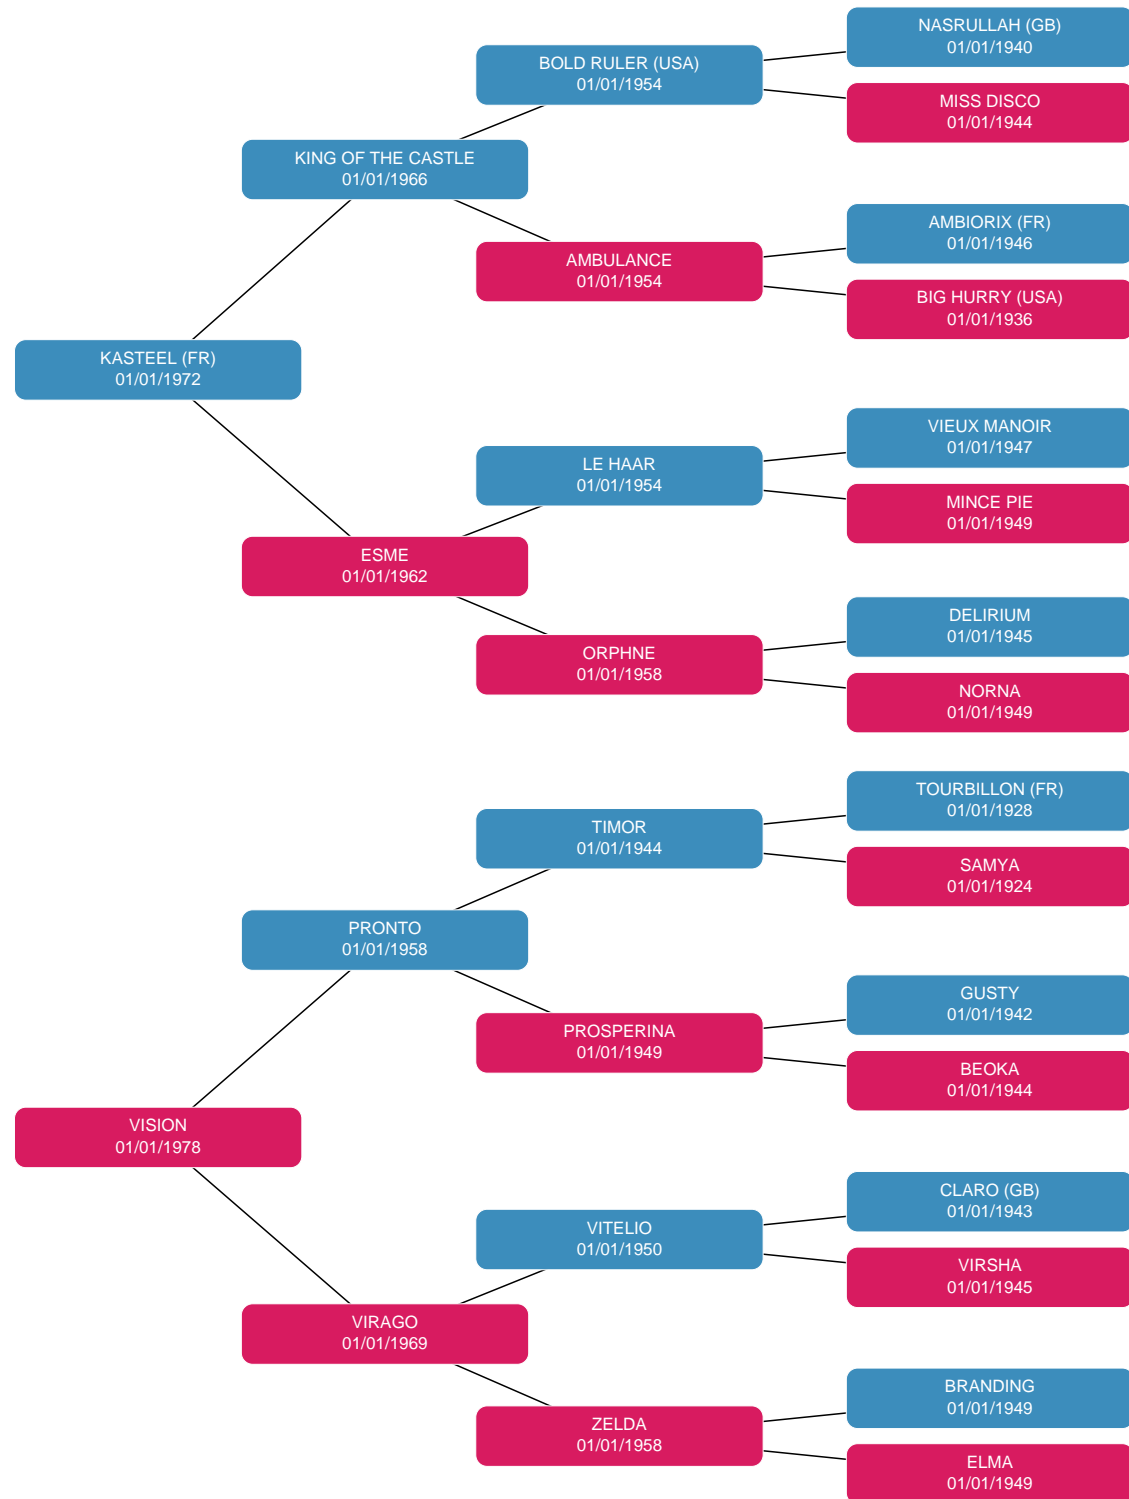 NASRULLAH (GB)
01/01/1940
BOLD RULER (USA)
01/01/1954
MISS DISCO
01/01/1944
KING OF THE CASTLE
01/01/1966
AMBIORIX (FR)
01/01/1946
AMBULANCE
01/01/1954
BIG HURRY (USA)
01/01/1936
KASTEEL (FR)
01/01/1972
VIEUX MANOIR
01/01/1947
LE HAAR
01/01/1954
MINCE PIE
01/01/1949
ESME
01/01/1962
DELIRIUM
01/01/1945
ORPHNE
01/01/1958
NORNA
01/01/1949
TOURBILLON (FR)
01/01/1928
TIMOR
01/01/1944
SAMYA
01/01/1924
PRONTO
01/01/1958
GUSTY
01/01/1942
PROSPERINA
01/01/1949
BEOKA
01/01/1944
VISION
01/01/1978
CLARO (GB)
01/01/1943
VITELIO
01/01/1950
VIRSHA
01/01/1945
VIRAGO
01/01/1969
BRANDING
01/01/1949
ZELDA
01/01/1958
ELMA
01/01/1949